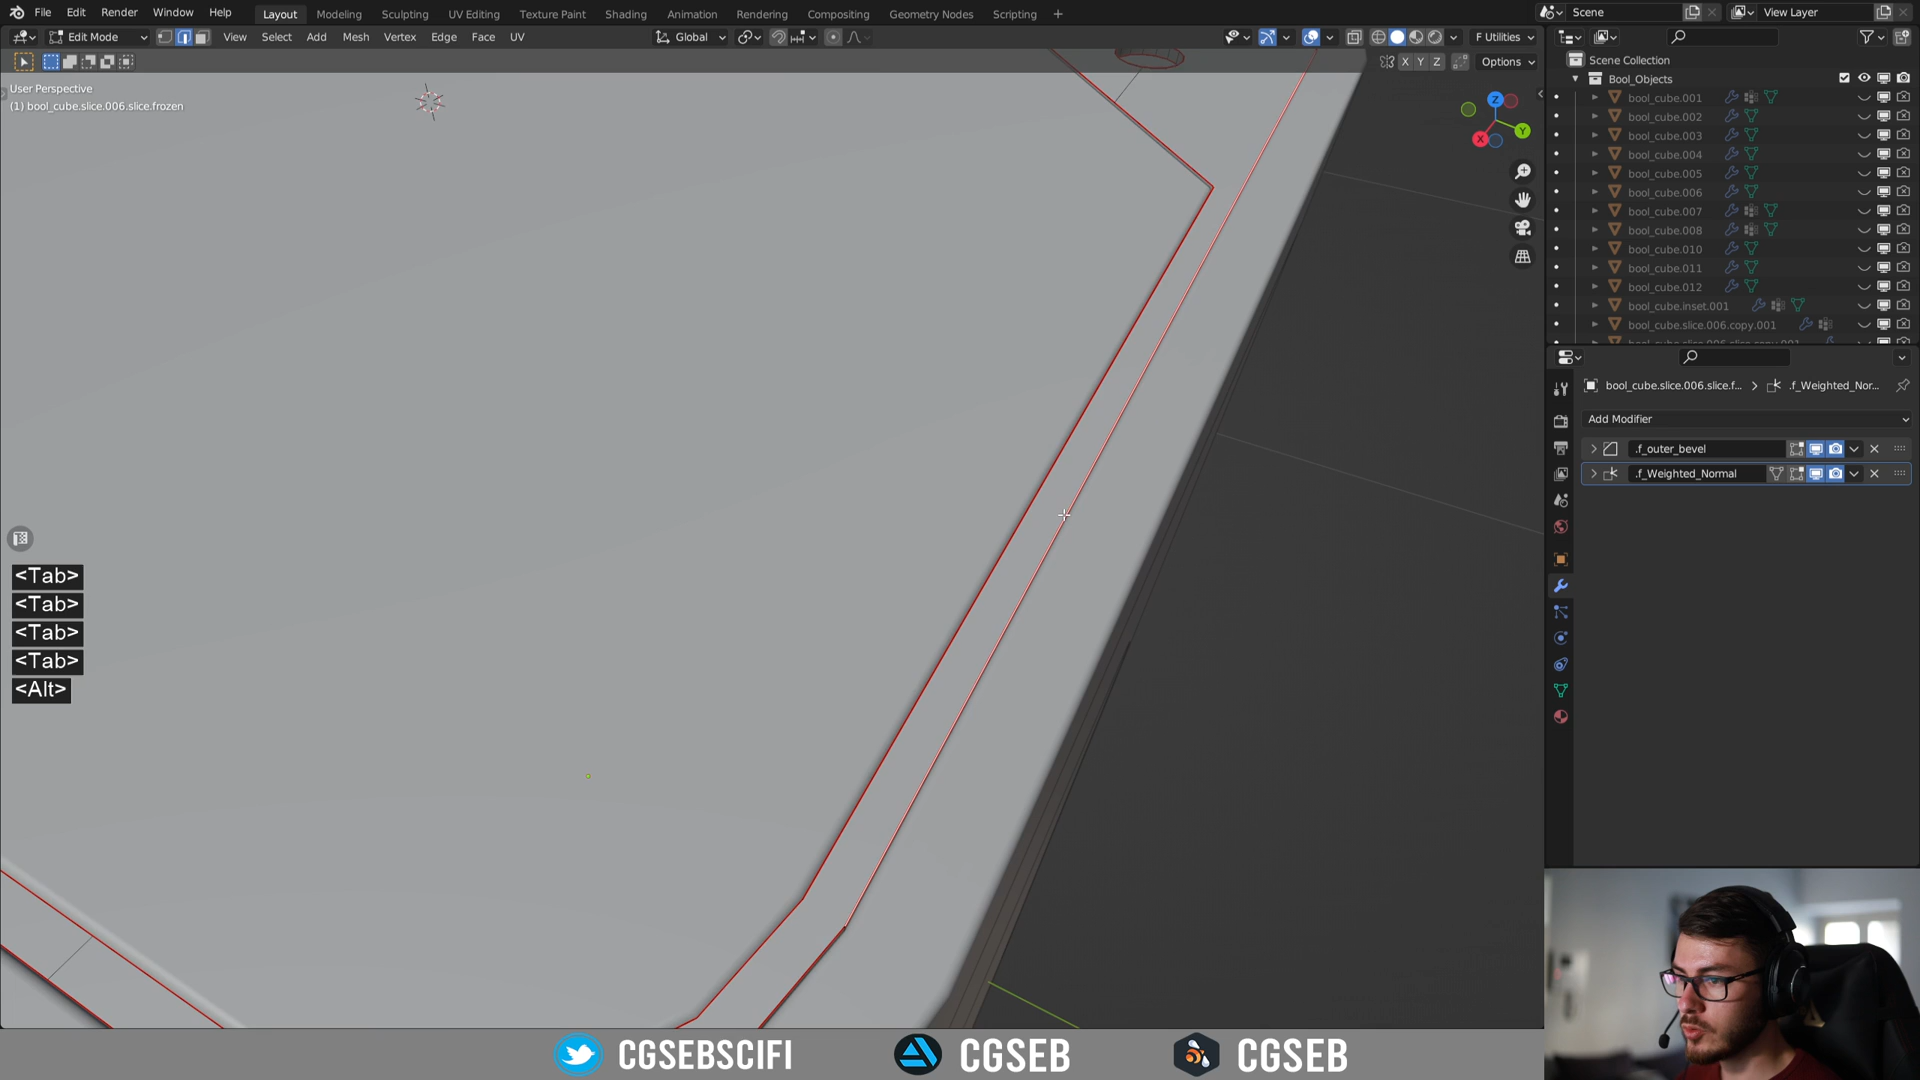 File Edit Render Window Help Layout Modeling Sculpting UV Editing Texture Paint Shading Animation Rendering Compositing Geometry Nodes Scripting +
Scene View Layer
Edit Mode View Select Add Mesh Vertex Edge Face UV Global F Utilities
X Y Z Options
User Perspective
(1) bool_cube.slice.006.slice.frozen
Z
Y
X
<Tab>
<Tab>
<Tab>
<Tab>
<Alt>
Scene Collection
Bool_Objects
bool_cube.001
bool_cube.002
bool_cube.003
bool_cube.004
bool_cube.005
bool_cube.006
bool_cube.007
bool_cube.008
bool_cube.010
bool_cube.011
bool_cube.012
bool_cube.inset.001
bool_cube.slice.006.copy.001
bool_cube.slice.006.slice.f... > .f_Weighted_Nor...
Add Modifier
.f_outer_bevel
.f_Weighted_Normal
CGSEBSCIFI CGSEB CGSEB